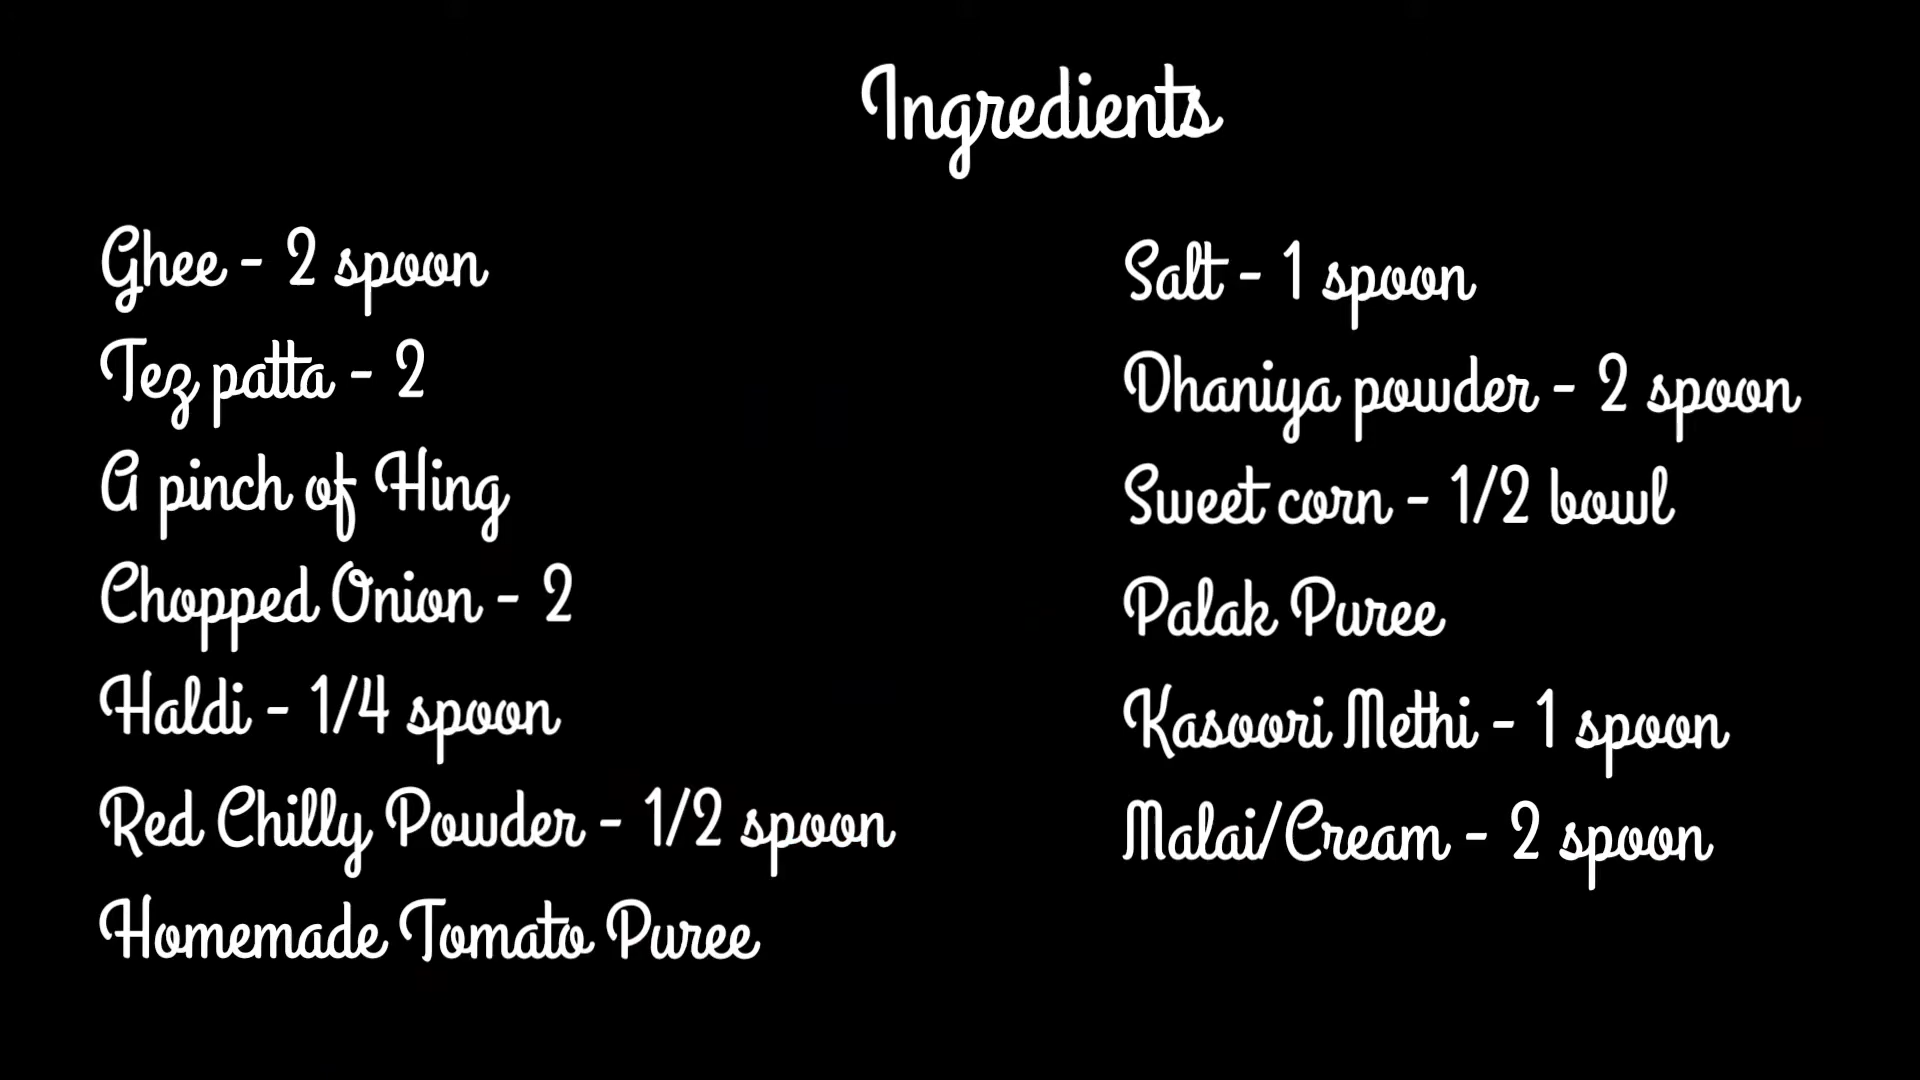 Ingredients
Ghee - 2 spoon
Tez patta - 2
A pinch of Hing
Chopped Onion - 2
Haldi - 1/4 spoon
Red Chilly Powder - 1/2 spoon
Homemade Tomato Puree
Salt - 1 spoon
Dhaniya powder - 2 spoon
Sweet corn - 1/2 bowl
Palak Puree
Kasoori Methi - 1 spoon
Malai/Cream - 2 spoon